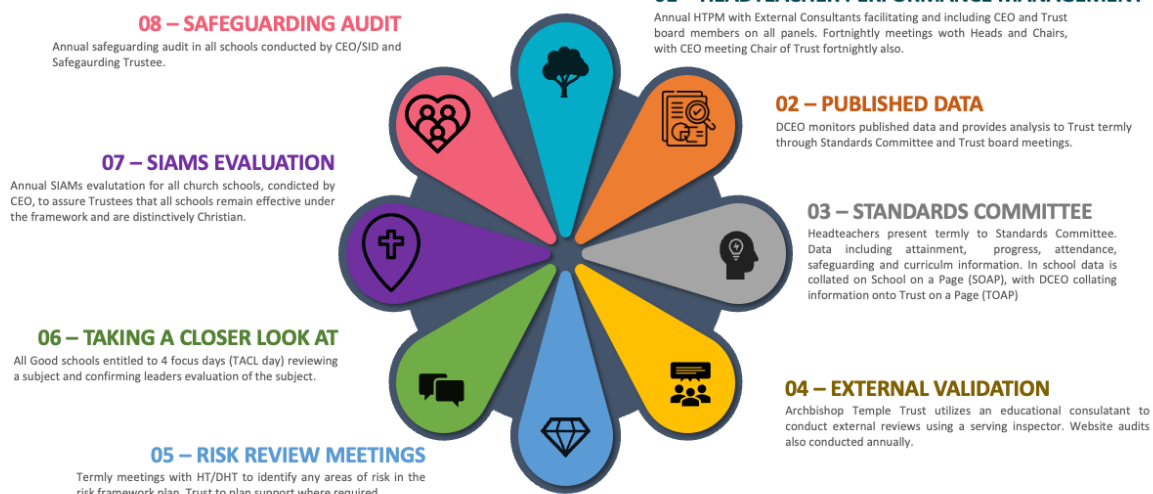 01 – HEADTEACHER PERFORMANCE MANAGEMENT
Annual HTPM with External Consultants facilitating and including CEO and Trust
board members on all panels. Fortnightly meetings woth Heads and Chairs,
with CEO meeting Chair of Trust fortnightly also.
02 – PUBLISHED DATA
DCEO monitors published data and provides analysis to Trust termly
through Standards Committee and Trust board meetings.
03 – STANDARDS COMMITTEE
Headteachers present termly to Standards Committee.
Data including attainment, progress, attendance,
safeguarding and curriculm information. In school data is
collated on School on a Page (SOAP), with DCEO collating
information onto Trust on a Page (TOAP)
04 – EXTERNAL VALIDATION
Archbishop Temple Trust utilizes an educational consulatant to
conduct external reviews using a serving inspector. Website audits
also conducted annually.
05 – RISK REVIEW MEETINGS
Termly meetings with HT/DHT to identify any areas of risk in the
risk framework plan. Trust to plan support where required
06 – TAKING A CLOSER LOOK AT
All Good schools entitled to 4 focus days (TACL day) reviewing
a subject and confirming leaders evaluation of the subject.
07 – SIAMS EVALUATION
Annual SIAMs evalutation for all church schools, condicted by
CEO, to assure Trustees that all schools remain effective under
the framework and are distinctively Christian.
08 – SAFEGUARDING AUDIT
Annual safeguarding audit in all schools conducted by CEO/SID and
Safegaurding Trustee.